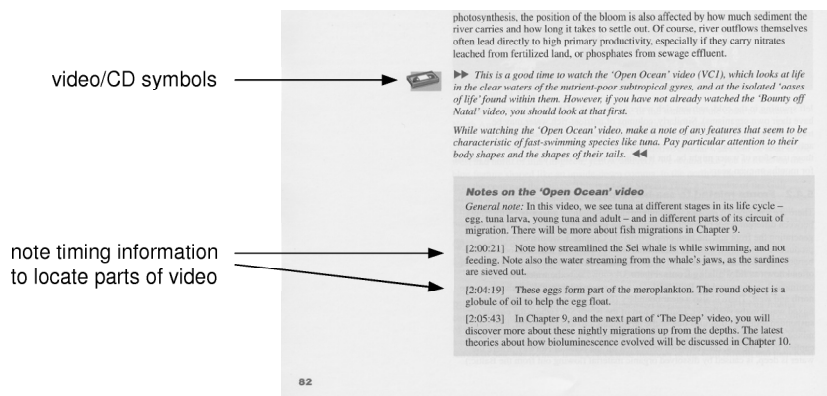 photosynthesis, the position of the bloom is also affected by how much sediment the
river carries and how long it takes to settle out. Of course, river outflows themselves
often lead directly to high primary productivity, especially if they carry nitrates
leached from fertilized land, or phosphates from sewage effluent.
video/CD symbols
▶▶ This is a good time to watch the 'Open Ocean' video (VC1), which looks at life
in the clear waters of the nutrient-poor subtropical gyres, and at the isolated 'oases
of life' found within them. However, if you have not already watched the 'Bounty off
Natal' video, you should look at that first.
While watching the 'Open Ocean' video, make a note of any features that seem to be
characteristic of fast-swimming species like tuna. Pay particular attention to their
body shapes and the shapes of their tails. ◀◀
Notes on the 'Open Ocean' video
General note: In this video, we see tuna at different stages in its life cycle –
egg, tuna larva, young tuna and adult – and in different parts of its circuit of
migration. There will be more about fish migrations in Chapter 9.
note timing information
to locate parts of video
[2:00:21] Note how streamlined the Sei whale is while swimming, and not
feeding. Note also the water streaming from the whale's jaws, as the sardines
are sieved out.
[2:04:19] These eggs form part of the meroplankton. The round object is a
globule of oil to help the egg float.
[2:05:43] In Chapter 9, and the next part of 'The Deep' video, you will
discover more about these nightly migrations up from the depths. The latest
theories about how bioluminescence evolved will be discussed in Chapter 10.
82